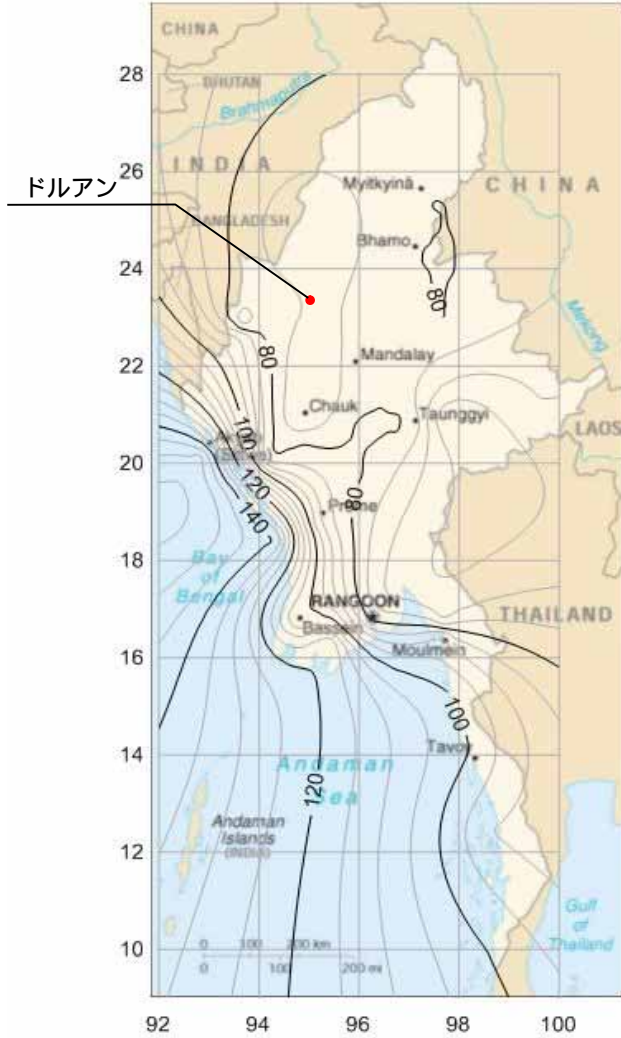 CHINA
28
BHUTAN
Brahmaputra
26
INDIA
Myitkyinā
CHINA
ドルアン
BANGLADESH
Bhamo
24
80
Mekong
80
Mandalay
22
Chauk
Taunggyi
100
LAOS
20
120
80
Prome
140
18
Bay
of
Bengal
RANGOON
THAILAND
Bassein
16
Moulmein
100
Tavoy
14
Andaman
Sea
120
Andaman
Islands
(INDIA)
12
Gulf
of
Thailand
10
0 100 200 km
0 100 200 mi
92 94 96 98 100